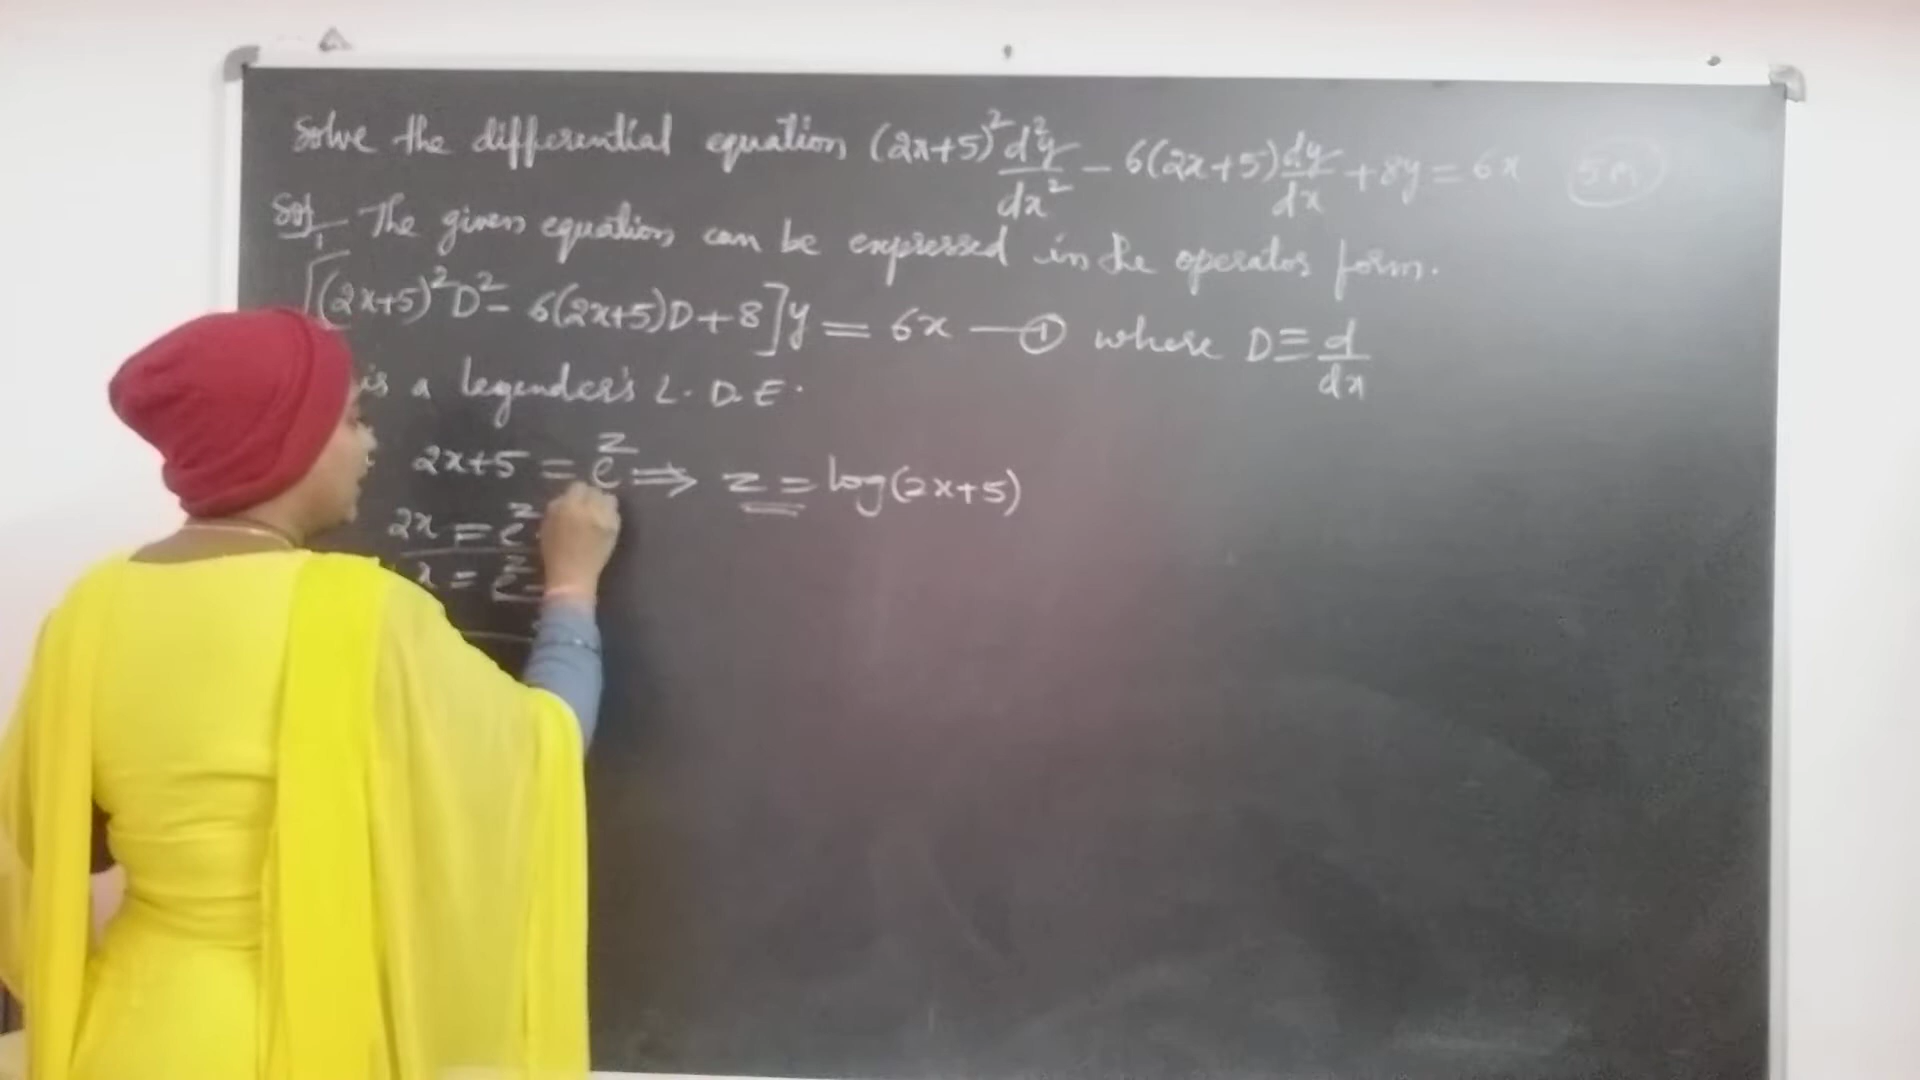 Solve the differential equation (2x+5)² d²y/dx² - 6(2x+5) dy/dx + 8y = 6x (5M)
Sol The given equation can be expressed in the operator form.
[(2x+5)²D² - 6(2x+5)D + 8]y = 6x — ① where D ≡ d/dx
is a legender's L.D.E.
2x+5 = e^z ⇒ z = log(2x+5)
2x = e^z
x = e^z -